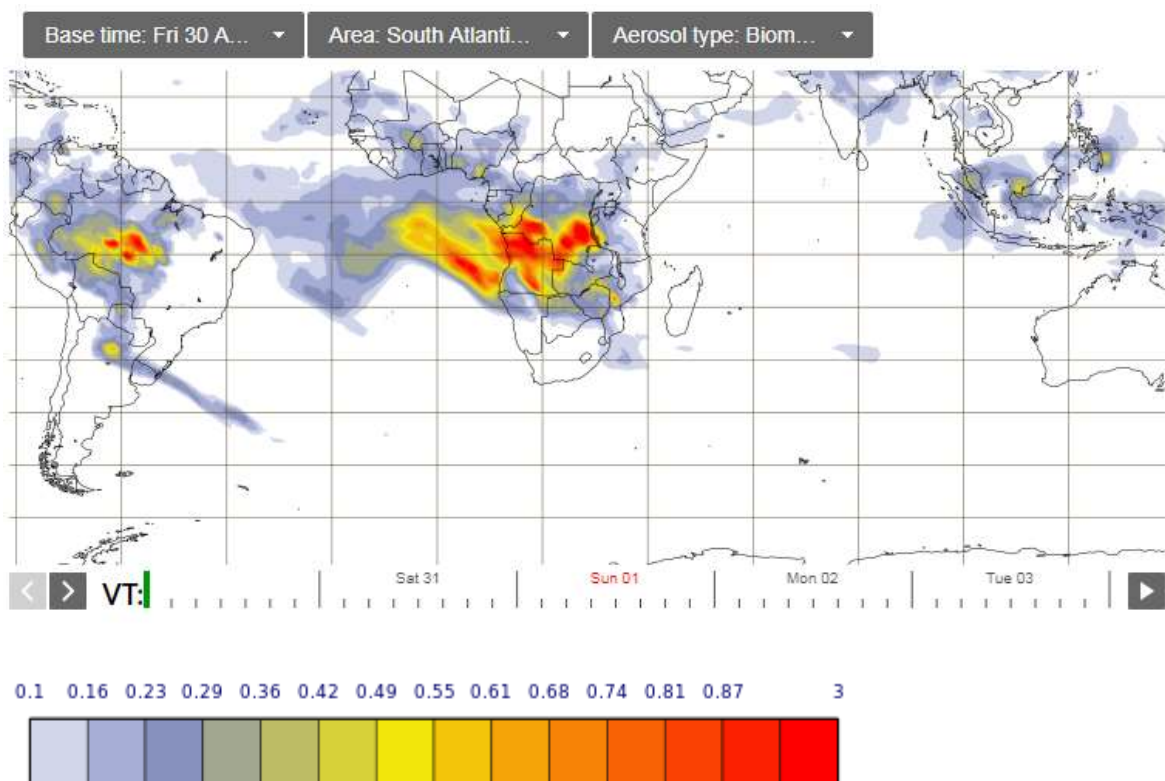 Base time: Fri 30 A... Area: South Atlanti... Aerosol type: Biom...
VT: Sat 31 Sun 01 Mon 02 Tue 03
0.1 0.16 0.23 0.29 0.36 0.42 0.49 0.55 0.61 0.68 0.74 0.81 0.87 3